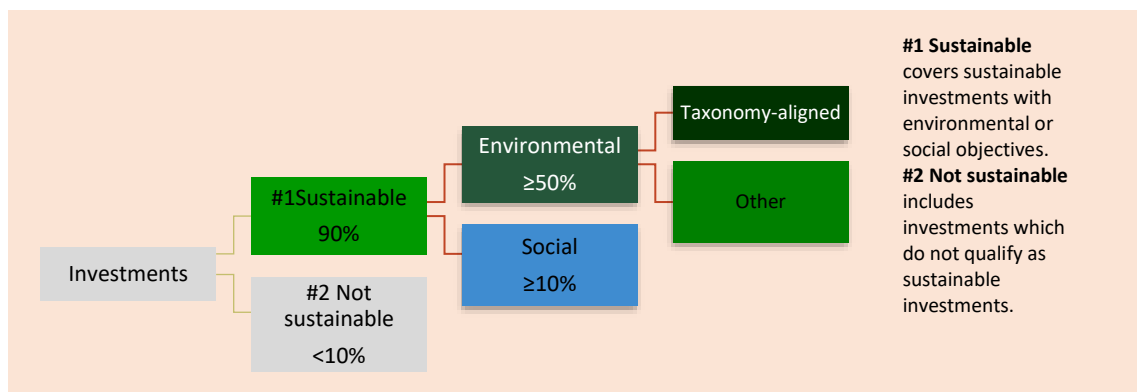 Investments
#1Sustainable
90%
#2 Not
sustainable
<10%
Environmental
≥50%
Social
≥10%
Taxonomy-aligned
Other
#1 Sustainable
covers sustainable
investments with
environmental or
social objectives.
#2 Not sustainable
includes
investments which
do not qualify as
sustainable
investments.